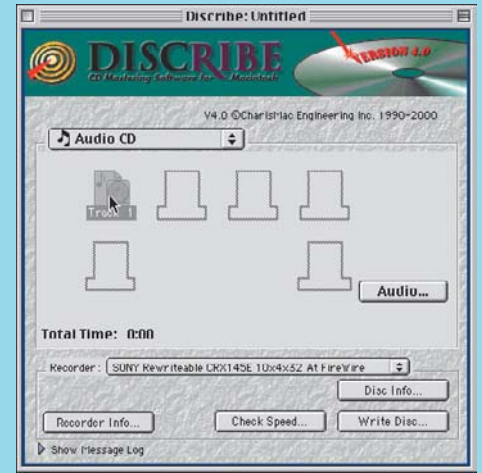 Discribe: Untitled
DISCRIBE
CD Mastering Software for Macintosh
VERSION 4.0
V4.0 ©CharisMac Engineering Inc. 1990-2000
Audio CD
Track 1
Audio...
Total Time: 0:00
Recorder: SONY Rewriteable CRX145E 10x4x32 At FireWire
Disc Info...
Recorder Info...
Check Speed...
Write Disc...
Show Message Log